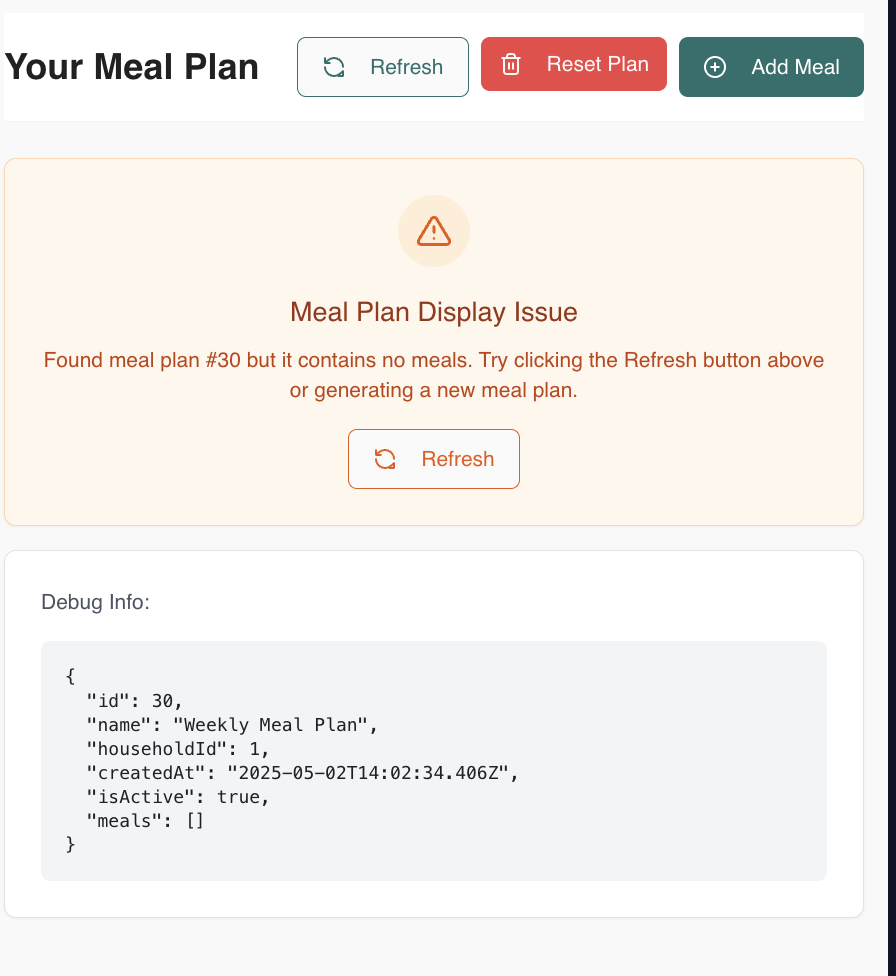 Your Meal Plan
Refresh
Reset Plan
Add Meal
Meal Plan Display Issue
Found meal plan #30 but it contains no meals. Try clicking the Refresh button above
or generating a new meal plan.
Refresh
Debug Info:
{
  "id": 30,
  "name": "Weekly Meal Plan",
  "householdId": 1,
  "createdAt": "2025-05-02T14:02:34.406Z",
  "isActive": true,
  "meals": []
}